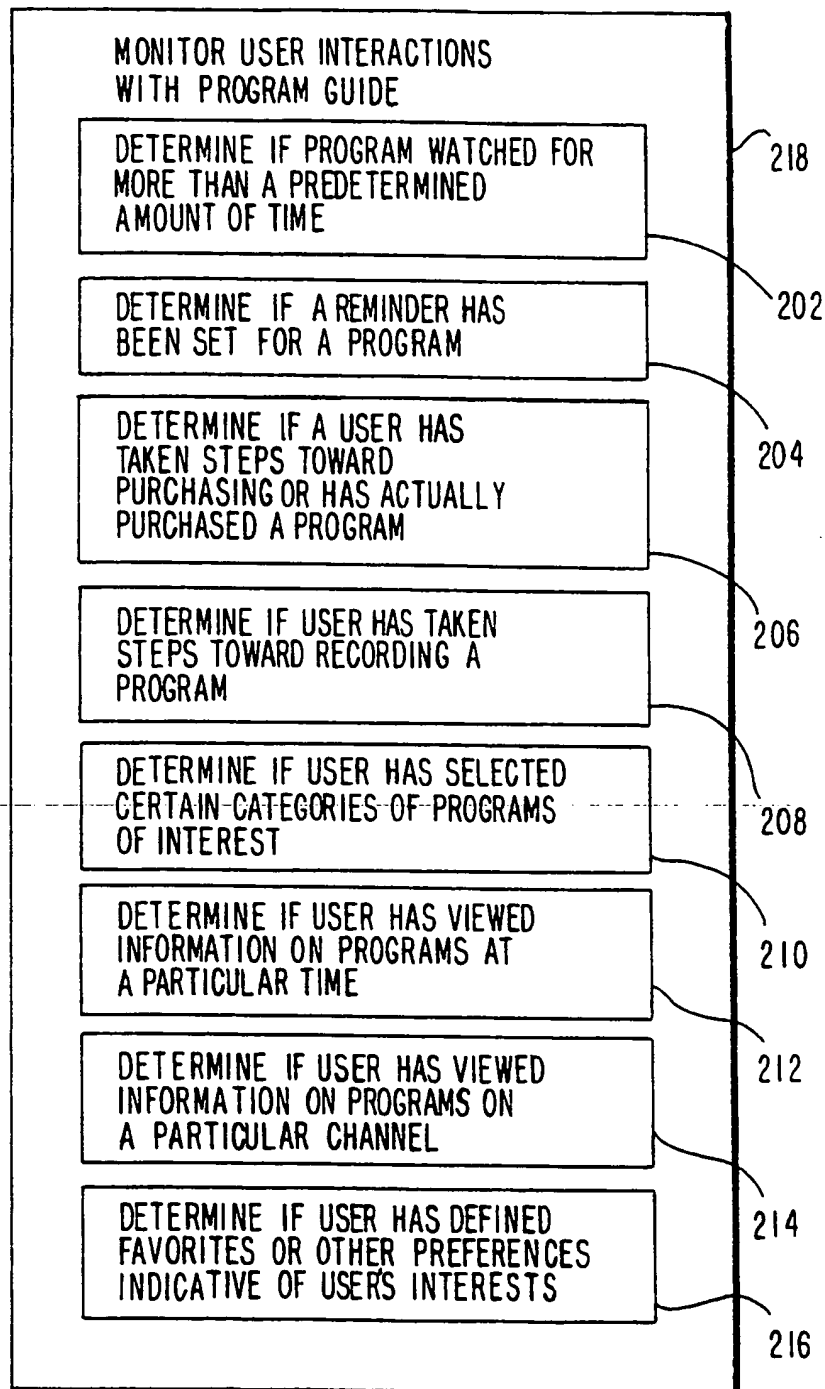 MONITOR USER INTERACTIONS
WITH PROGRAM GUIDE
218
DETERMINE IF PROGRAM WATCHED FOR
MORE THAN A PREDETERMINED
AMOUNT OF TIME
202
DETERMINE IF A REMINDER HAS
BEEN SET FOR A PROGRAM
204
DETERMINE IF A USER HAS
TAKEN STEPS TOWARD
PURCHASING OR HAS ACTUALLY
PURCHASED A PROGRAM
206
DETERMINE IF USER HAS TAKEN
STEPS TOWARD RECORDING A
PROGRAM
208
DETERMINE IF USER HAS SELECTED
CERTAIN CATEGORIES OF PROGRAMS
OF INTEREST
210
DETERMINE IF USER HAS VIEWED
INFORMATION ON PROGRAMS AT
A PARTICULAR TIME
212
DETERMINE IF USER HAS VIEWED
INFORMATION ON PROGRAMS ON
A PARTICULAR CHANNEL
214
DETERMINE IF USER HAS DEFINED
FAVORITES OR OTHER PREFERENCES
INDICATIVE OF USER'S INTERESTS
216